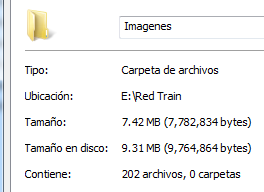 Imagenes
Tipo: Carpeta de archivos
Ubicación: E:\Red Train
Tamaño: 7.42 MB (7,782,834 bytes)
Tamaño en disco: 9.31 MB (9,764,864 bytes)
Contiene: 202 archivos, 0 carpetas